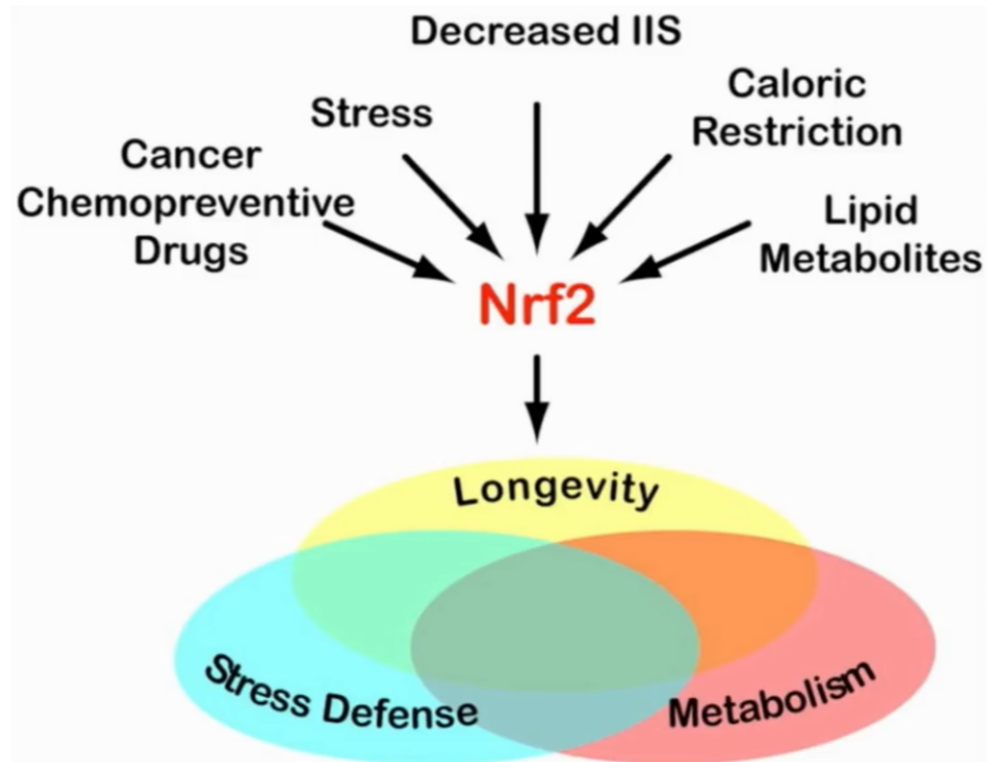 Decreased IIS
Stress
Caloric
Restriction
Cancer
Chemopreventive
Drugs
Lipid
Metabolites
Nrf2
Longevity
Stress Defense
Metabolism